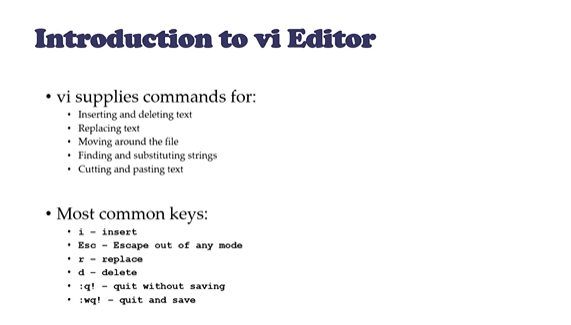 Introduction to vi Editor
• vi supplies commands for:
• Inserting and deleting text
• Replacing text
• Moving around the file
• Finding and substituting strings
• Cutting and pasting text
• Most common keys:
• i – insert
• Esc – Escape out of any mode
• r – replace
• d – delete
• :q! – quit without saving
• :wq! – quit and save